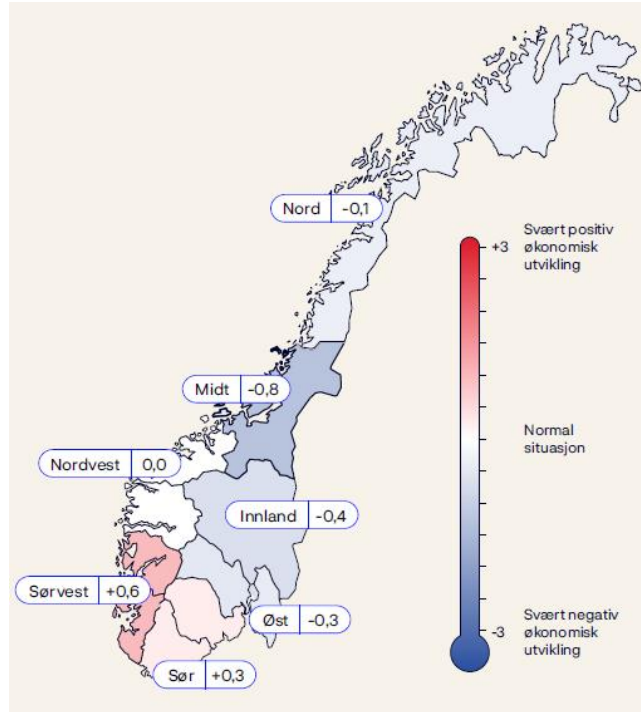 Nord -0,1
+3
Svært positiv
økonomisk
utvikling
Midt -0,8
Normal
situasjon
Nordvest 0,0
Innland -0,4
Sørvest +0,6
Øst -0,3
-3
Svært negativ
økonomisk
utvikling
Sør +0,3